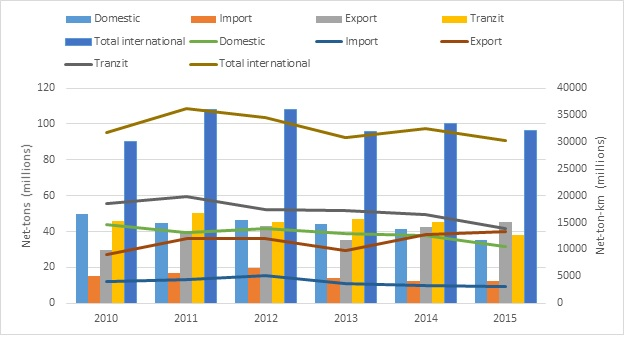 Domestic Import Export Tranzit
Total international Domestic Import Export
Tranzit Total international
120 40000
35000
100
30000
80
25000
60 20000
15000
40
10000
20
5000
0 0
2010 2011 2012 2013 2014 2015
Net-tons (millions)
Net-ton-km (millions)